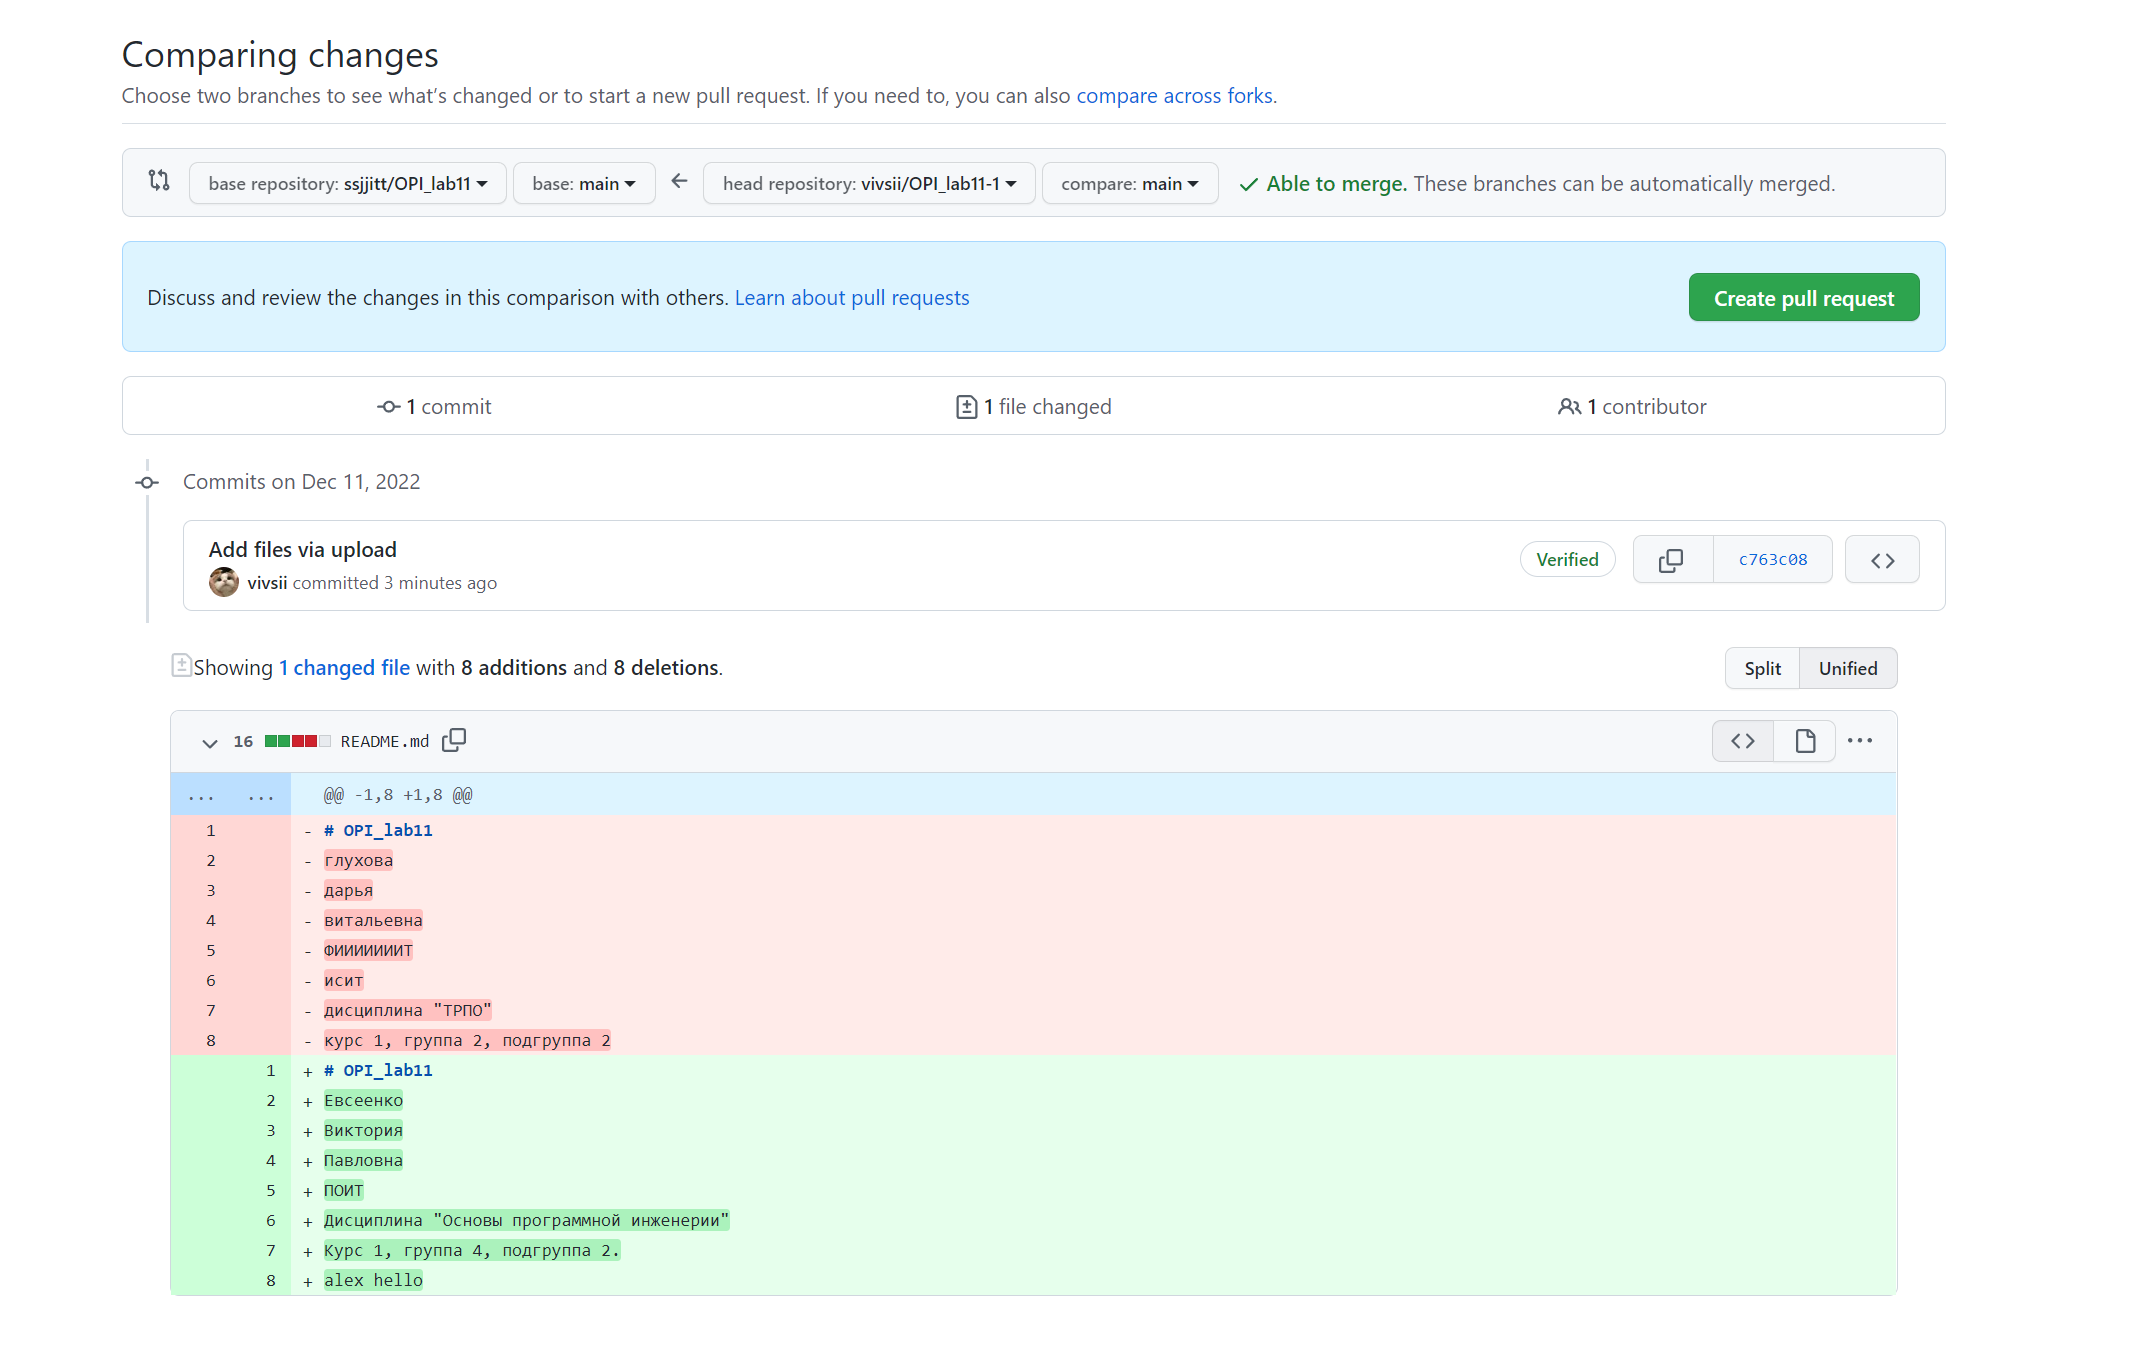 Comparing changes
Choose two branches to see what's changed or to start a new pull request. If you need to, you can also compare across forks.
base repository: ssjjitt/OPI_lab11 base: main head repository: vivsii/OPI_lab11-1 compare: main Able to merge. These branches can be automatically merged.
Discuss and review the changes in this comparison with others. Learn about pull requests Create pull request
1 commit 1 file changed 1 contributor
Commits on Dec 11, 2022
Add files via upload
vivsii committed 3 minutes ago
Verified c763c08
Showing 1 changed file with 8 additions and 8 deletions.
Split Unified
16 README.md
... ... @@ -1,8 +1,8 @@
1 - # OPI_lab11
2 - глухова
3 - дарья
4 - витальевна
5 - ФИИИИИИИТ
6 - исит
7 - дисциплина "ТРПО"
8 - курс 1, группа 2, подгруппа 2
1 + # OPI_lab11
2 + Евсеенко
3 + Виктория
4 + Павловна
5 + ПОИТ
6 + Дисциплина "Основы программной инженерии"
7 + Курс 1, группа 4, подгруппа 2.
8 + alex hello